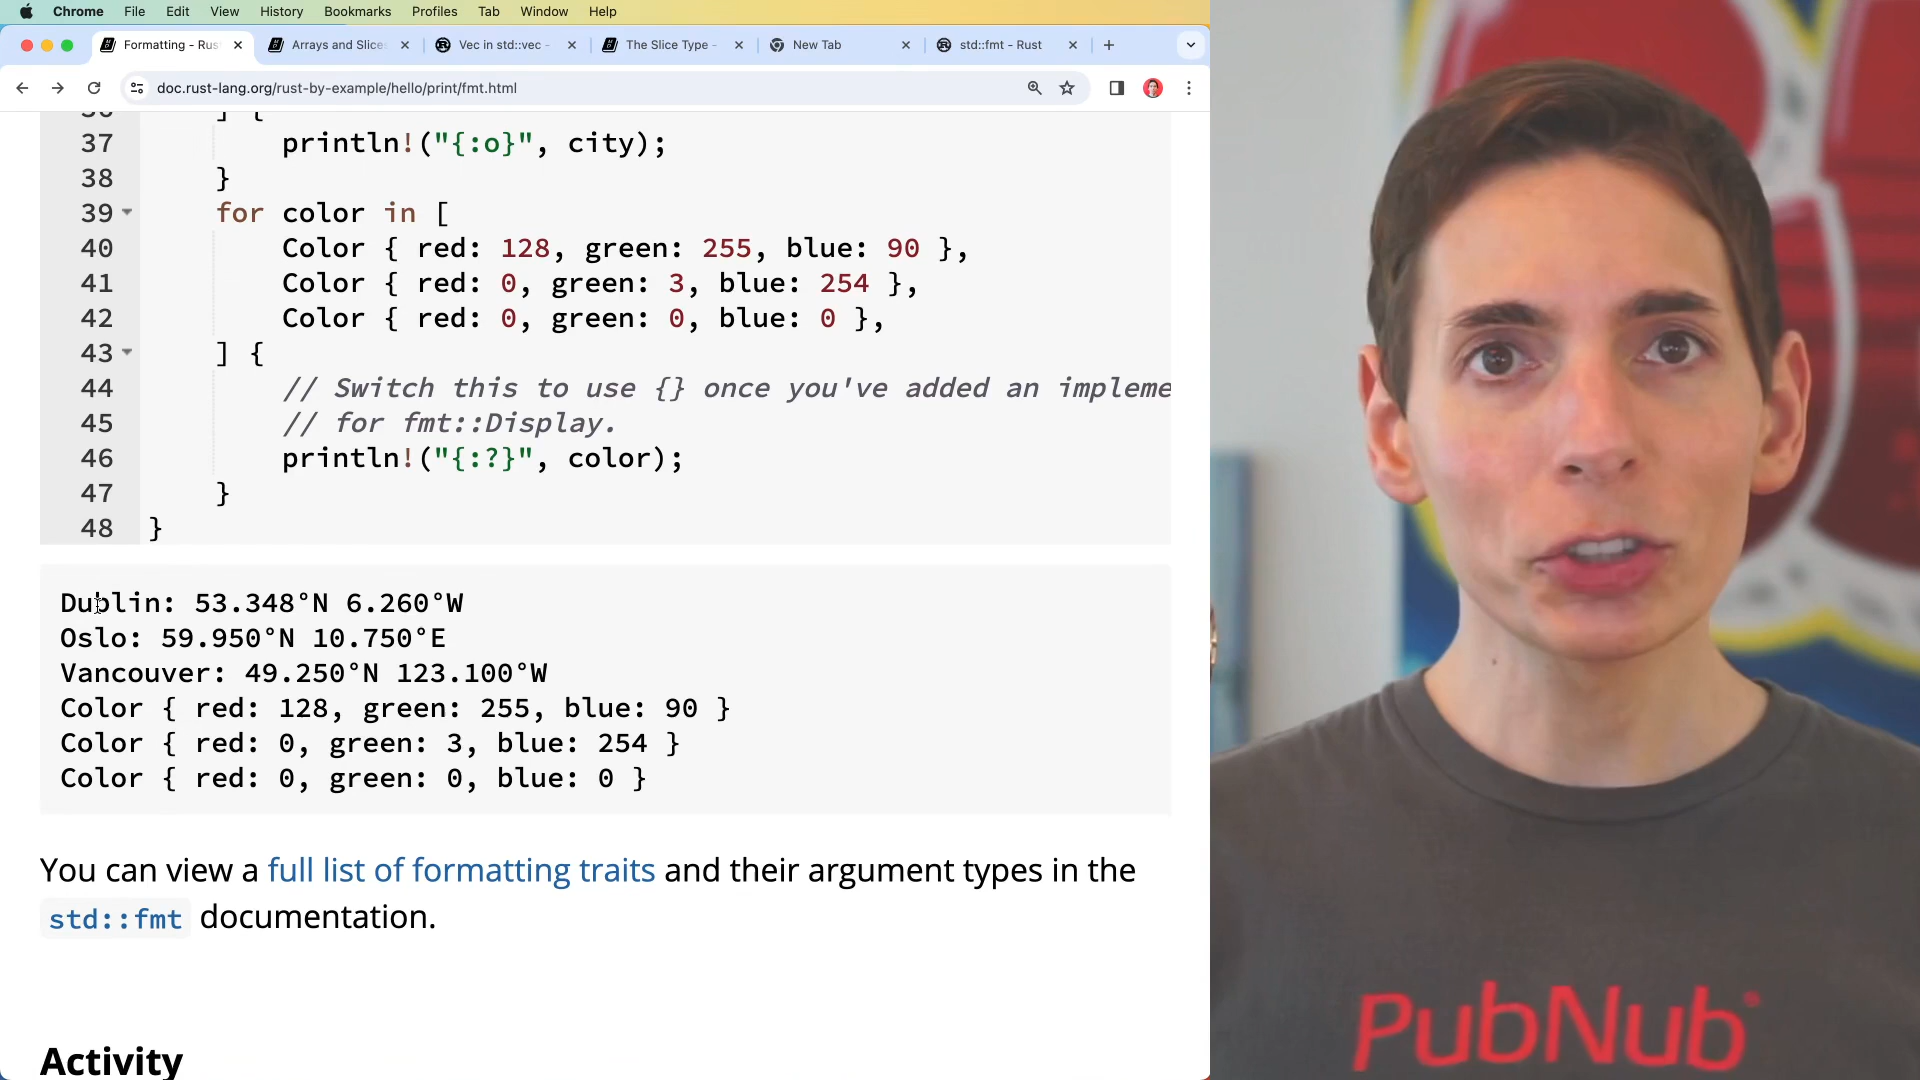 Chrome File Edit View History Bookmarks Profiles Tab Window Help
Formatting - Rus Arrays and Slice Vec in std::vec - The Slice Type - New Tab std::fmt - Rust
doc.rust-lang.org/rust-by-example/hello/print/fmt.html
36 ] {
37 println!("{:o}", city);
38 }
39 for color in [
40 Color { red: 128, green: 255, blue: 90 },
41 Color { red: 0, green: 3, blue: 254 },
42 Color { red: 0, green: 0, blue: 0 },
43 ] {
44 // Switch this to use {} once you've added an impleme
45 // for fmt::Display.
46 println!("{:?}", color);
47 }
48 }
Dublin: 53.348°N 6.260°W
Oslo: 59.950°N 10.750°E
Vancouver: 49.250°N 123.100°W
Color { red: 128, green: 255, blue: 90 }
Color { red: 0, green: 3, blue: 254 }
Color { red: 0, green: 0, blue: 0 }
You can view a full list of formatting traits and their argument types in the
std::fmt documentation.
Activity
PubNub